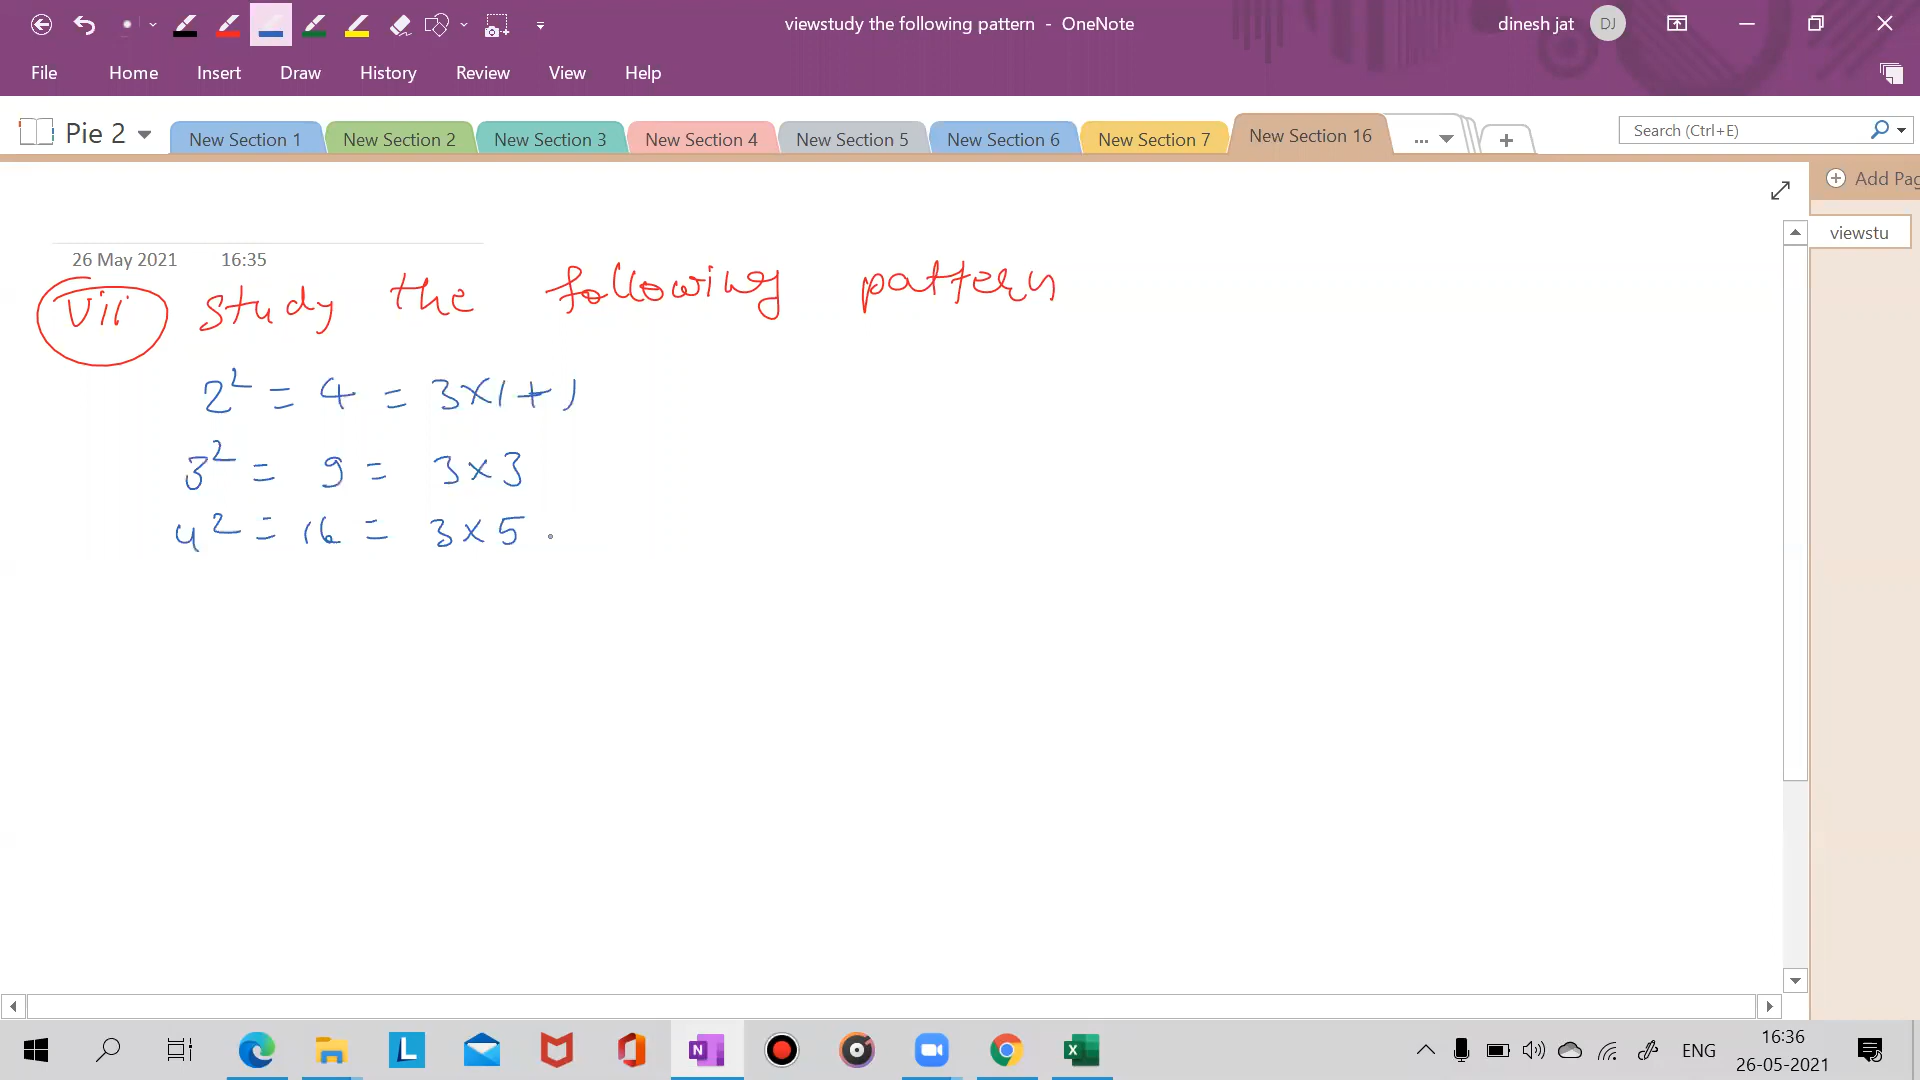 viewstudy the following pattern - OneNote
dinesh jat DJ
File Home Insert Draw History Review View Help
Pie 2 New Section 1 New Section 2 New Section 3 New Section 4 New Section 5 New Section 6 New Section 7 New Section 16 ... + Search (Ctrl+E)
+ Add Pag
viewstu
26 May 2021 16:35
vii study the following pattern
2² = 4 = 3×1+1
3² = 9 = 3×3
4² = 16 = 3×5
L N X ENG 16:36
26-05-2021